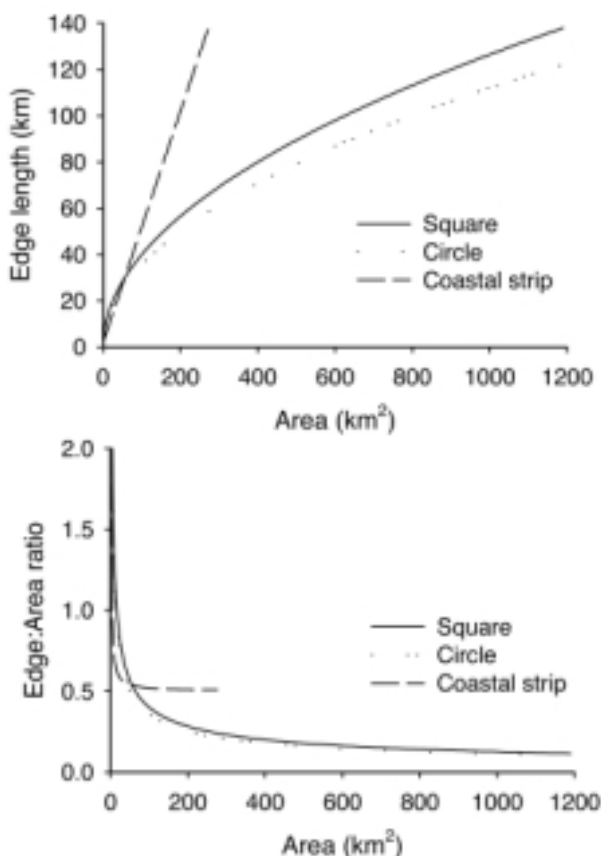 140
120
100
80
60
40
20
0
Edge length (km)
Square
Circle
Coastal strip
0 200 400 600 800 1000 1200
Area (km²)
2.0
1.5
1.0
0.5
0.0
Edge:Area ratio
Square
Circle
Coastal strip
0 200 400 600 800 1000 1200
Area (km²)